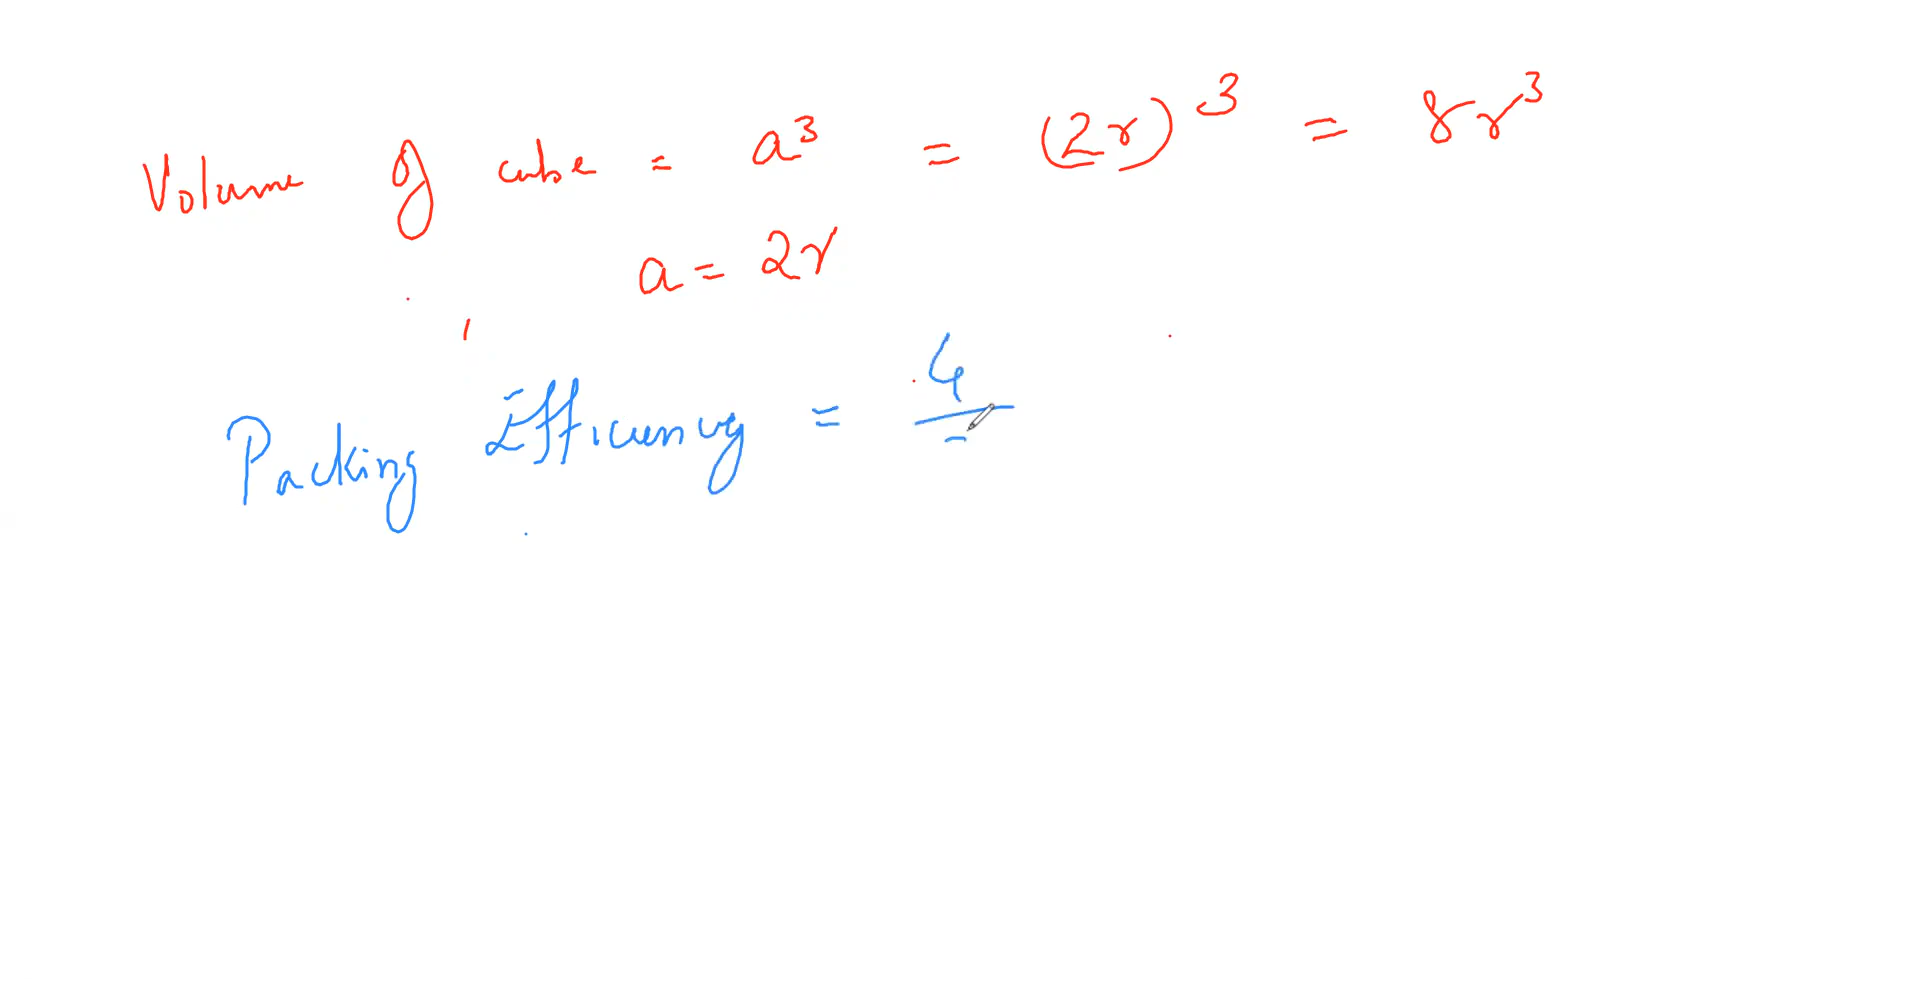 Volume of cube = a³ = (2r)³ = 8r³
a = 2r
Packing Efficiency = 4/